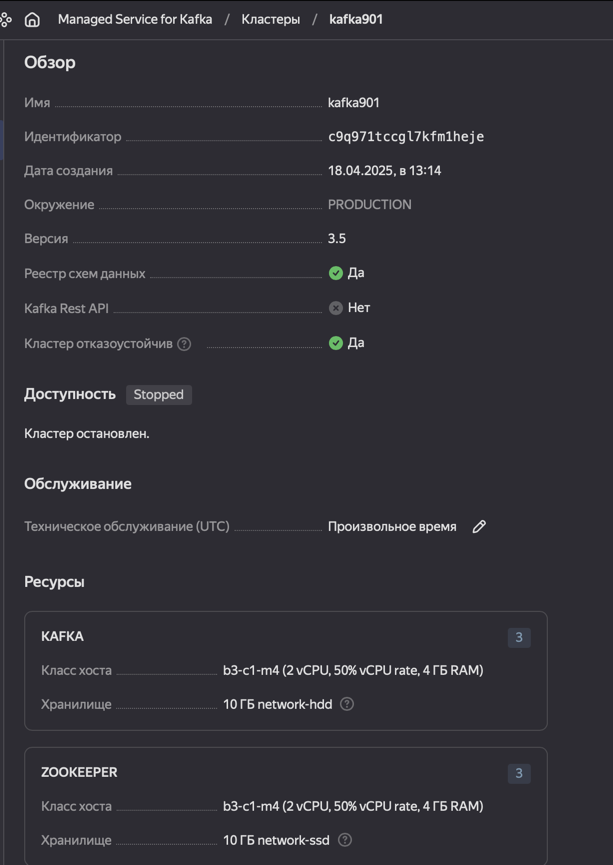 Managed Service for Kafka / Кластеры / kafka901
Обзор
Имя kafka901
Идентификатор c9q971tccgl7kfm1heje
Дата создания 18.04.2025, в 13:14
Окружение PRODUCTION
Версия 3.5
Реестр схем данных Да
Kafka Rest API Нет
Кластер отказоустойчив ? Да
Доступность Stopped
Кластер остановлен.
Обслуживание
Техническое обслуживание (UTC) Произвольное время
Ресурсы
KAFKA 3
Класс хоста b3-c1-m4 (2 vCPU, 50% vCPU rate, 4 ГБ RAM)
Хранилище 10 ГБ network-hdd ?
ZOOKEEPER 3
Класс хоста b3-c1-m4 (2 vCPU, 50% vCPU rate, 4 ГБ RAM)
Хранилище 10 ГБ network-ssd ?